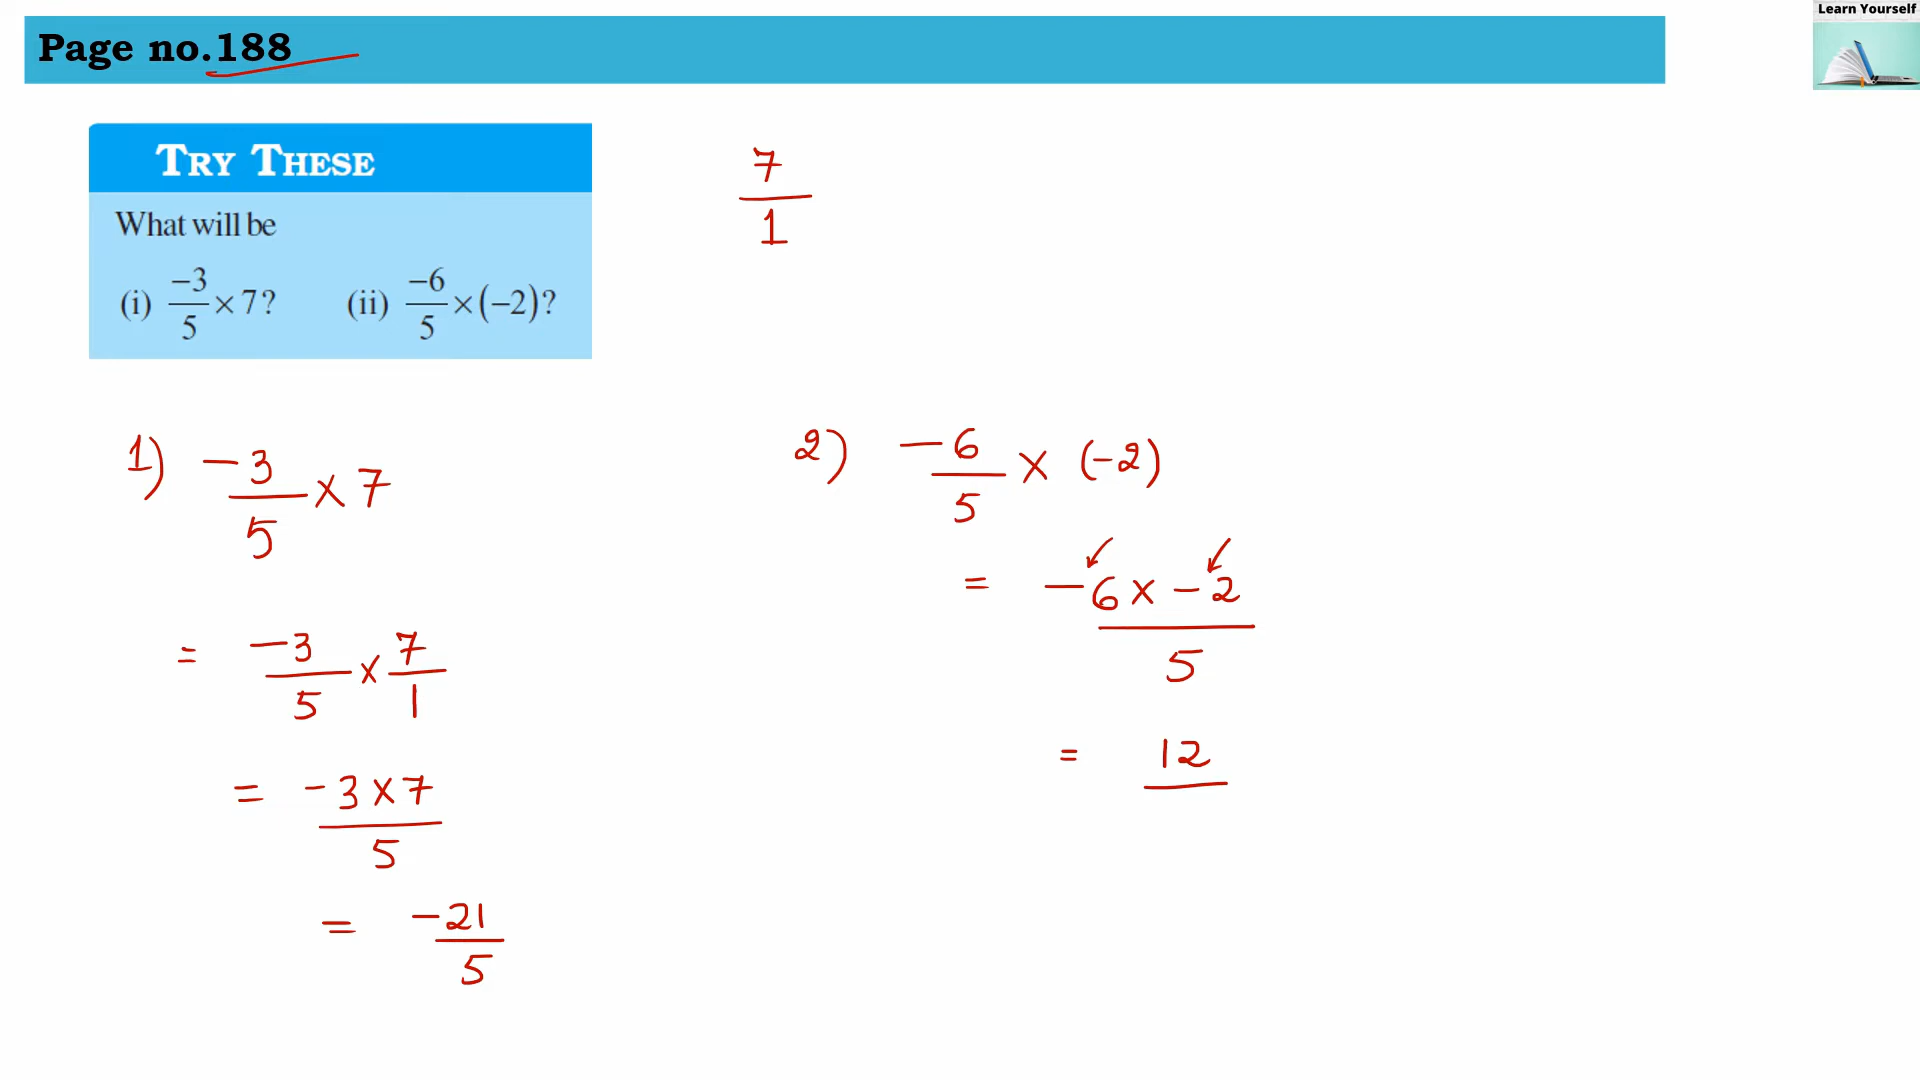 Page no.188
Learn Yourself
TRY THESE
What will be
(i) −3/5 × 7? (ii) −6/5 × (−2)?
7/1
1) −3/5 × 7
= −3/5 × 7/1
= −3 × 7/5
= −21/5
2) −6/5 × (−2)
= −6 × −2/5
= 12/